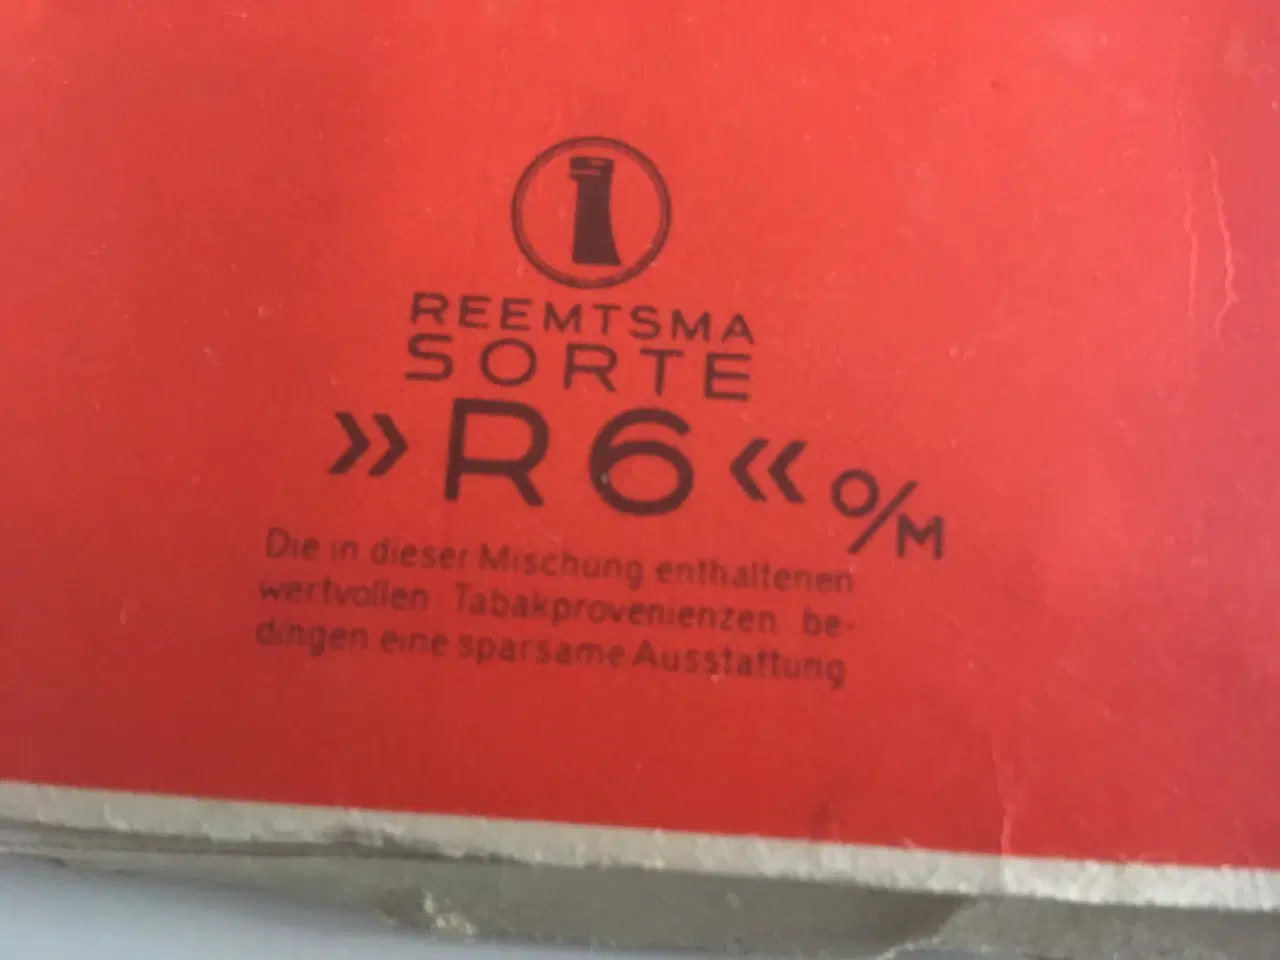 REEMTSMA
SORTE
»R6« O/M
Die in dieser Mischung enthaltenen
wertvollen Tabakprovenienzen be-
dingen eine sparsame Ausstattung